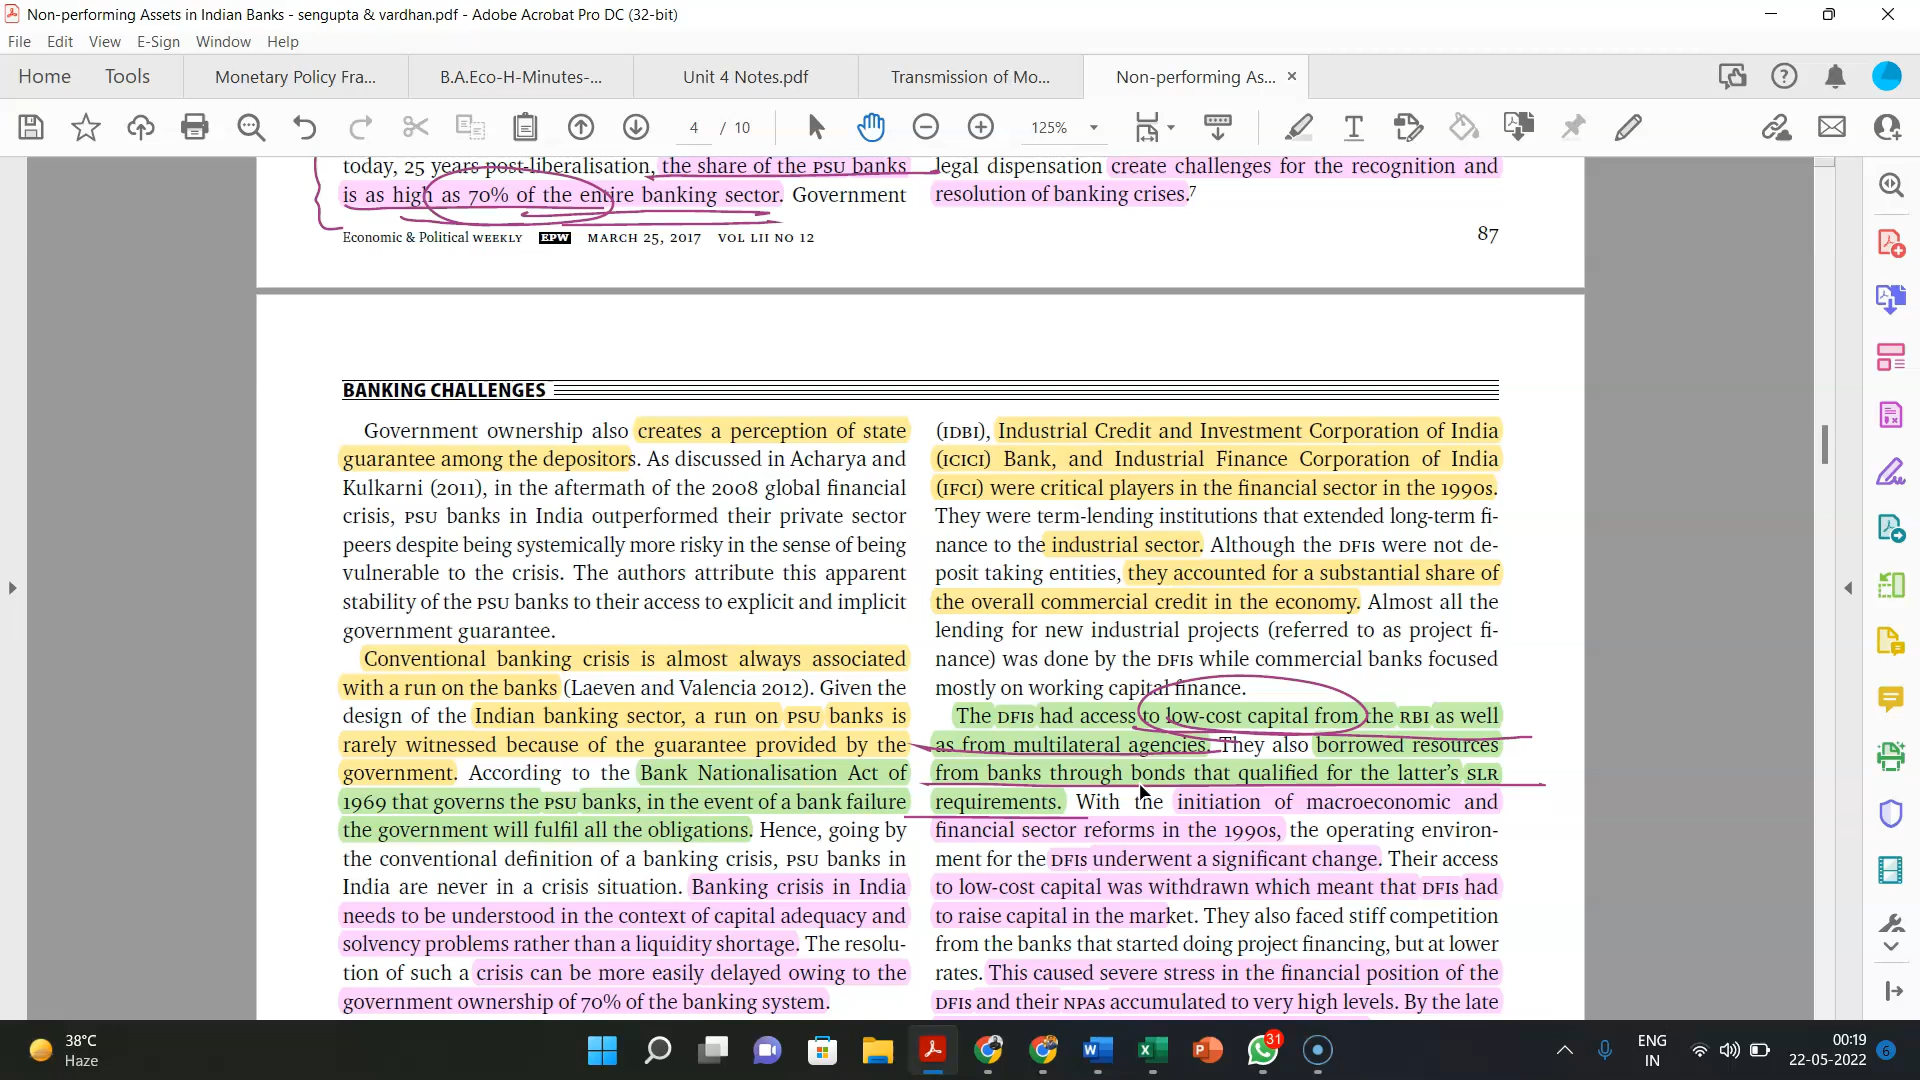 Non-performing Assets in Indian Banks - sengupta & vardhan.pdf - Adobe Acrobat Pro DC (32-bit)
File Edit View E-Sign Window Help
Home Tools Monetary Policy Fra... B.A.Eco-H-Minutes-... Unit 4 Notes.pdf Transmission of Mo... Non-performing As... ×
4 / 10 125%
today, 25 years post-liberalisation, the share of the PSU banks
is as high as 70% of the entire banking sector. Government
legal dispensation create challenges for the recognition and
resolution of banking crises.⁷
Economic & Political WEEKLY EPW MARCH 25, 2017 VOL LII NO 12 87
BANKING CHALLENGES
Government ownership also creates a perception of state
guarantee among the depositors. As discussed in Acharya and
Kulkarni (2011), in the aftermath of the 2008 global financial
crisis, PSU banks in India outperformed their private sector
peers despite being systemically more risky in the sense of being
vulnerable to the crisis. The authors attribute this apparent
stability of the PSU banks to their access to explicit and implicit
government guarantee.
Conventional banking crisis is almost always associated
with a run on the banks (Laeven and Valencia 2012). Given the
design of the Indian banking sector, a run on PSU banks is
rarely witnessed because of the guarantee provided by the
government. According to the Bank Nationalisation Act of
1969 that governs the PSU banks, in the event of a bank failure
the government will fulfil all the obligations. Hence, going by
the conventional definition of a banking crisis, PSU banks in
India are never in a crisis situation. Banking crisis in India
needs to be understood in the context of capital adequacy and
solvency problems rather than a liquidity shortage. The resolu-
tion of such a crisis can be more easily delayed owing to the
government ownership of 70% of the banking system.
(IDBI), Industrial Credit and Investment Corporation of India
(ICICI) Bank, and Industrial Finance Corporation of India
(IFCI) were critical players in the financial sector in the 1990s.
They were term-lending institutions that extended long-term fi-
nance to the industrial sector. Although the DFIs were not de-
posit taking entities, they accounted for a substantial share of
the overall commercial credit in the economy. Almost all the
lending for new industrial projects (referred to as project fi-
nance) was done by the DFIs while commercial banks focused
mostly on working capital finance.
The DFIs had access to low-cost capital from the RBI as well
as from multilateral agencies. They also borrowed resources
from banks through bonds that qualified for the latter's SLR
requirements. With the initiation of macroeconomic and
financial sector reforms in the 1990s, the operating environ-
ment for the DFIs underwent a significant change. Their access
to low-cost capital was withdrawn which meant that DFIs had
to raise capital in the market. They also faced stiff competition
from the banks that started doing project financing, but at lower
rates. This caused severe stress in the financial position of the
DFIs and their NPAs accumulated to very high levels. By the late
38°C
Haze
31
ENG
IN
00:19
22-05-2022
6